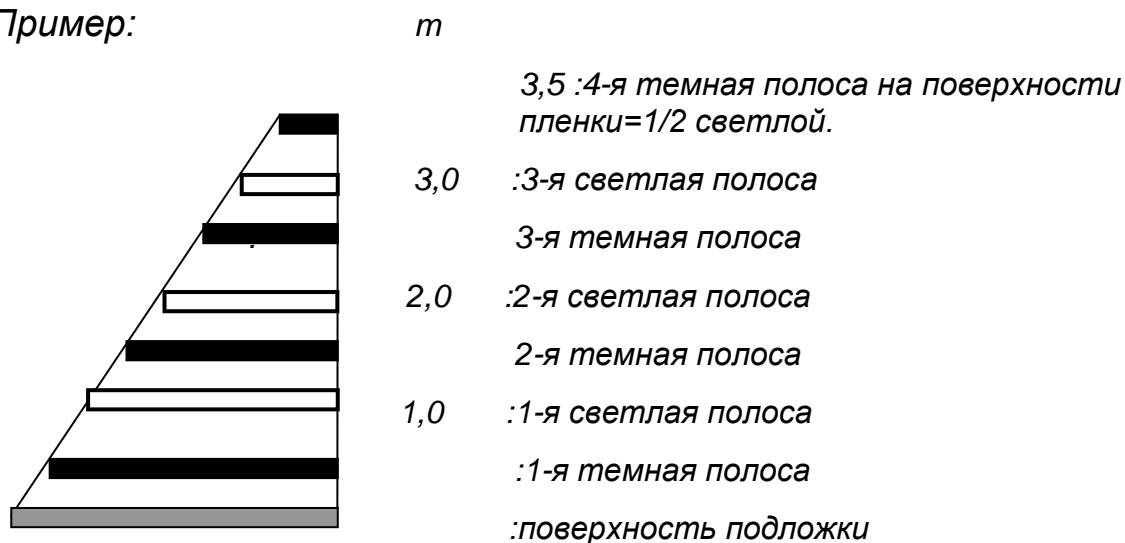 Пример: m
3,5 :4-я темная полоса на поверхности
пленки=1/2 светлой.
3,0 :3-я светлая полоса
3-я темная полоса
2,0 :2-я светлая полоса
2-я темная полоса
1,0 :1-я светлая полоса
:1-я темная полоса
:поверхность подложки